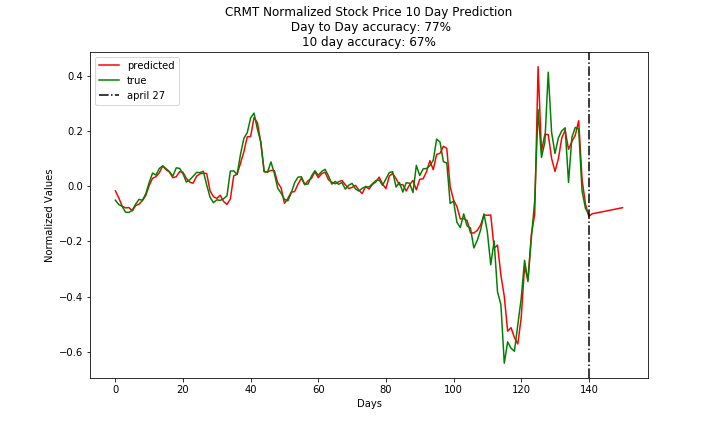 CRMT Normalized Stock Price 10 Day Prediction
Day to Day accuracy: 77%
10 day accuracy: 67%
predicted
true
april 27
Normalized Values
0.4
0.2
0.0
−0.2
−0.4
−0.6
0 20 40 60 80 100 120 140
Days